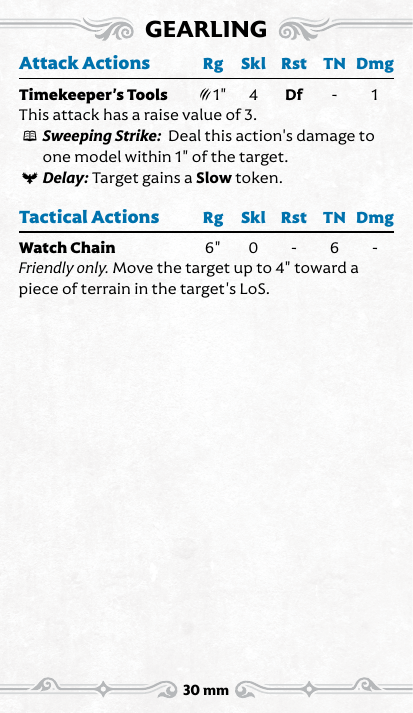 GEARLING
Attack Actions Rg Skl Rst TN Dmg
Timekeeper's Tools 1" 4 Df - 1
This attack has a raise value of 3.
Sweeping Strike: Deal this action's damage to
one model within 1" of the target.
Delay: Target gains a Slow token.
Tactical Actions Rg Skl Rst TN Dmg
Watch Chain 6" 0 - 6 -
Friendly only. Move the target up to 4" toward a
piece of terrain in the target's LoS.
30 mm